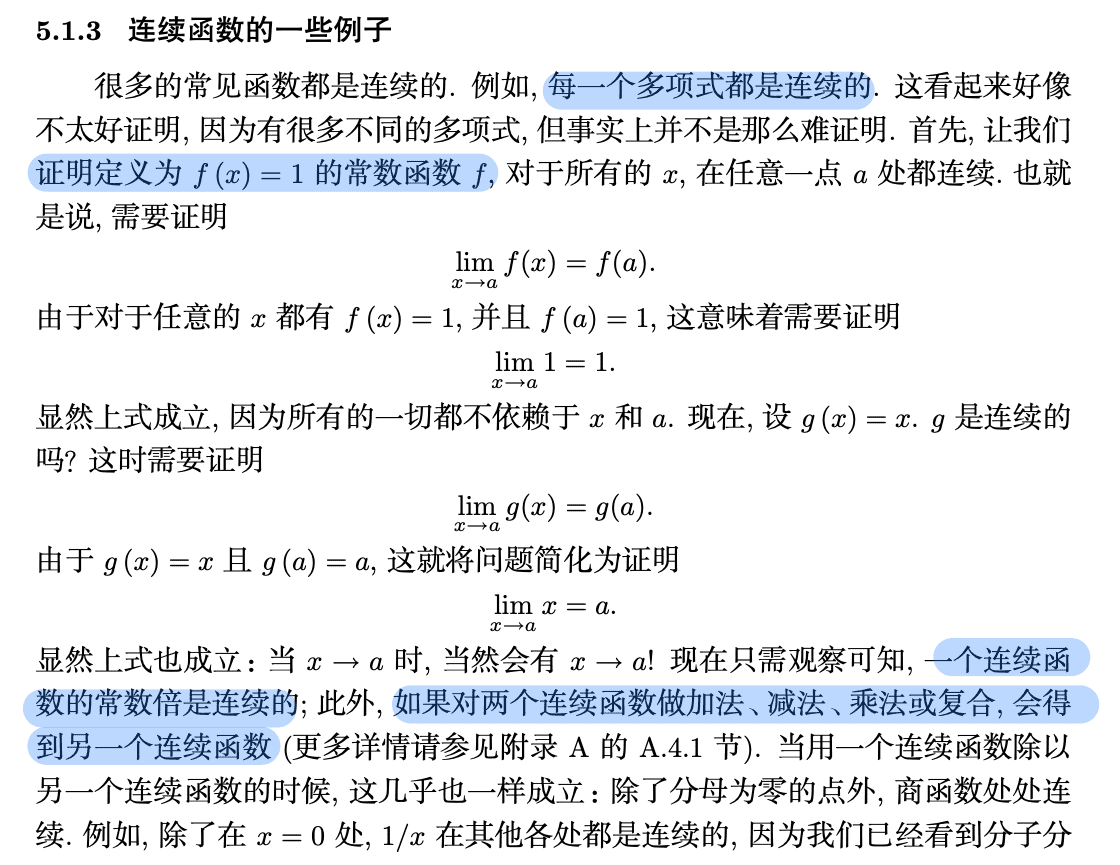 5.1.3 连续函数的一些例子
很多的常见函数都是连续的. 例如, 每一个多项式都是连续的. 这看起来好像
不太好证明, 因为有很多不同的多项式, 但事实上并不是那么难证明. 首先, 让我们
证明定义为 f (x) = 1 的常数函数 f, 对于所有的 x, 在任意一点 a 处都连续. 也就
是说, 需要证明
lim f(x) = f(a).
x→a
由于对于任意的 x 都有 f (x) = 1, 并且 f (a) = 1, 这意味着需要证明
lim 1 = 1.
x→a
显然上式成立, 因为所有的一切都不依赖于 x 和 a. 现在, 设 g (x) = x. g 是连续的
吗? 这时需要证明
lim g(x) = g(a).
x→a
由于 g (x) = x 且 g (a) = a, 这就将问题简化为证明
lim x = a.
x→a
显然上式也成立 : 当 x → a 时, 当然会有 x → a! 现在只需观察可知, 一个连续函
数的常数倍是连续的; 此外, 如果对两个连续函数做加法、减法、乘法或复合, 会得
到另一个连续函数 (更多详情请参见附录 A 的 A.4.1 节). 当用一个连续函数除以
另一个连续函数的时候, 这几乎也一样成立 : 除了分母为零的点外, 商函数处处连
续. 例如, 除了在 x = 0 处, 1/x 在其他各处都是连续的, 因为我们已经看到分子分